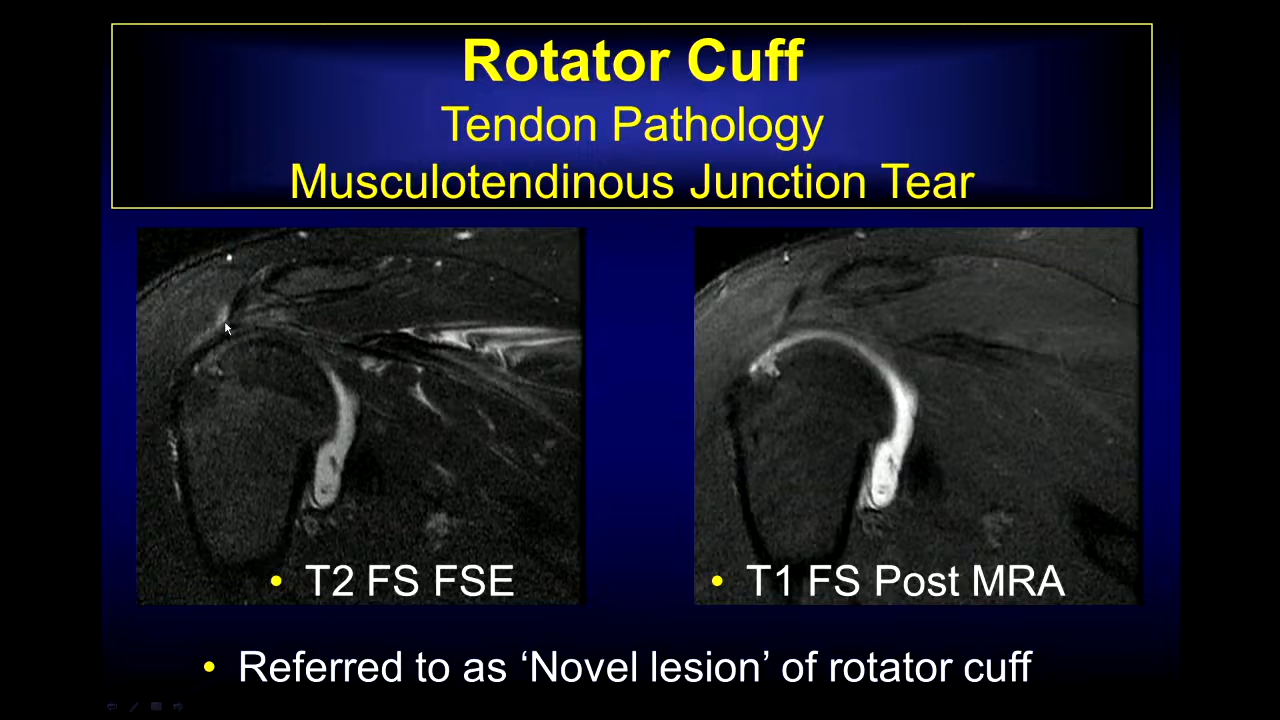 Rotator Cuff
Tendon Pathology
Musculotendinous Junction Tear
• T2 FS FSE
• T1 FS Post MRA
• Referred to as ‘Novel lesion’ of rotator cuff